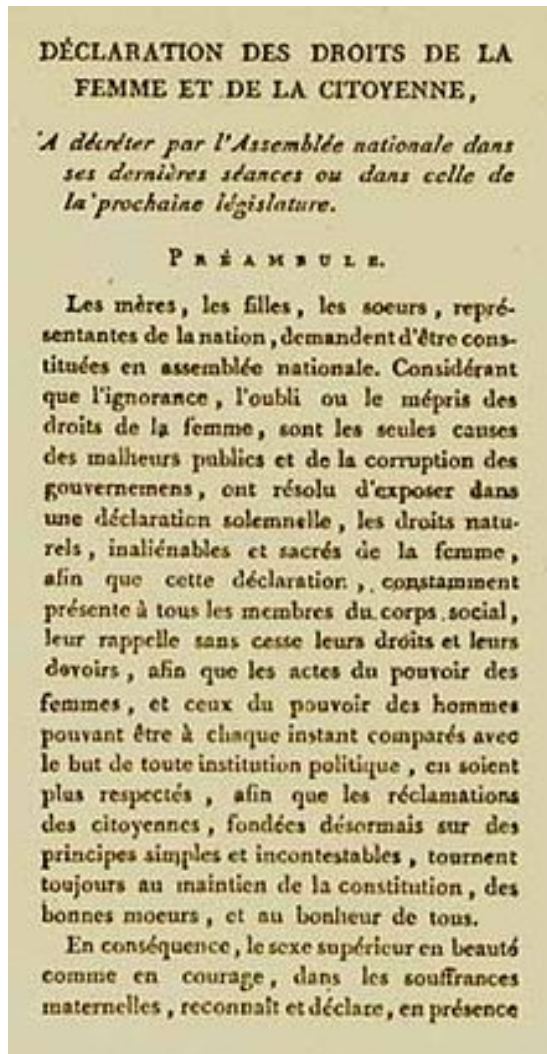 DÉCLARATION DES DROITS DE LA
FEMME ET DE LA CITOYENNE,
A décréter par l'Assemblée nationale dans
ses dernières séances ou dans celle de
la prochaine législature.
PRÉAMBULE.
Les mères, les filles, les soeurs, repré-
sentantes de la nation, demandent d'être cons-
tituées en assemblée nationale. Considérant
que l'ignorance, l'oubli ou le mépris des
droits de la femme, sont les seules causes
des malheurs publics et de la corruption des
gouvernemens, ont résolu d'exposer dans
une déclaration solemnelle, les droits natu-
rels, inaliénables et sacrés de la femme,
afin que cette déclaration, constamment
présente à tous les membres du corps social,
leur rappelle sans cesse leurs droits et leurs
devoirs, afin que les actes du pouvoir des
femmes, et ceux du pouvoir des hommes
pouvant être à chaque instant comparés avec
le but de toute institution politique, en soient
plus respectés, afin que les réclamations
des citoyennes, fondées désormais sur des
principes simples et incontestables, tournent
toujours au maintien de la constitution, des
bonnes moeurs, et au bonheur de tous.
En conséquence, le sexe supérieur en beauté
comme en courage, dans les souffrances
maternelles, reconnaît et déclare, en présence